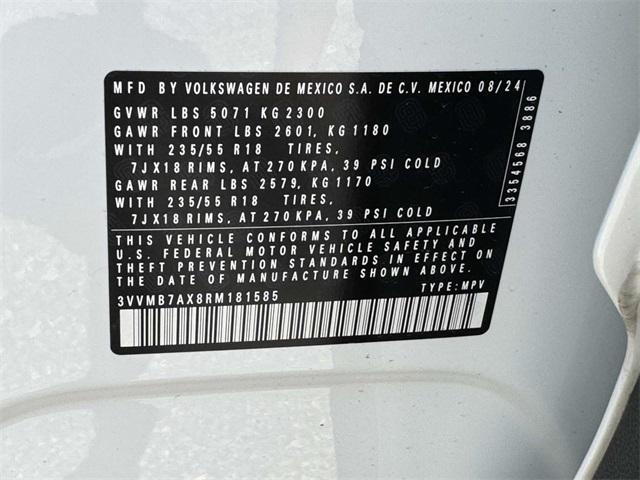 MFD BY VOLKSWAGEN DE MEXICO S.A. DE C.V. MEXICO 08/24
GVWR LBS 5071 KG 2300
GAWR FRONT LBS 2601, KG 1180
WITH 235/55 R18 TIRES,
7JX18 RIMS, AT 270 KPA, 39 PSI COLD
GAWR REAR LBS 2579, KG 1170
WITH 235/55 R18 TIRES,
7JX18 RIMS, AT 270 KPA, 39 PSI COLD
THIS VEHICLE CONFORMS TO ALL APPLICABLE
U.S. FEDERAL MOTOR VEHICLE SAFETY AND
THEFT PREVENTION STANDARDS IN EFFECT ON
THE DATE OF MANUFACTURE SHOWN ABOVE.
3VVMB7AX8RM181585 TYPE: MPV
3354568 3886